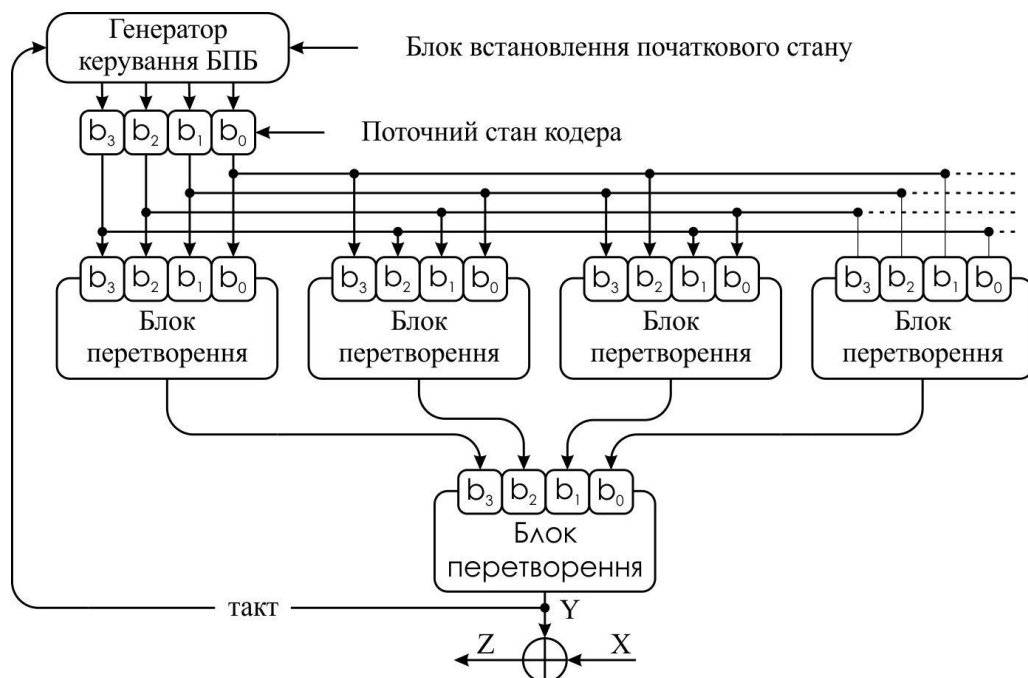 Генератор
керування БПБ
Блок встановлення початкового стану
b₃ b₂ b₁ b₀
Поточний стан кодера
b₃ b₂ b₁ b₀
b₃ b₂ b₁ b₀
b₃ b₂ b₁ b₀
b₃ b₂ b₁ b₀
Блок
перетворення
Блок
перетворення
Блок
перетворення
Блок
перетворення
b₃ b₂ b₁ b₀
Блок
перетворення
такт
Y
Z
X